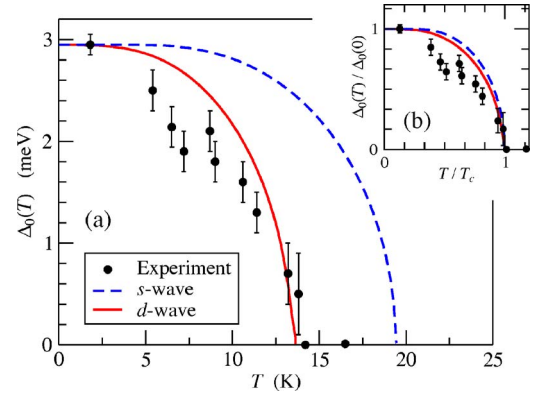 3
2
1
0
0
5
10
15
20
25
Δ₀(T) (meV)
T (K)
(a)
Experiment
s-wave
d-wave
1
0
0
1
Δ₀(T) / Δ₀(0)
T / T_c
(b)